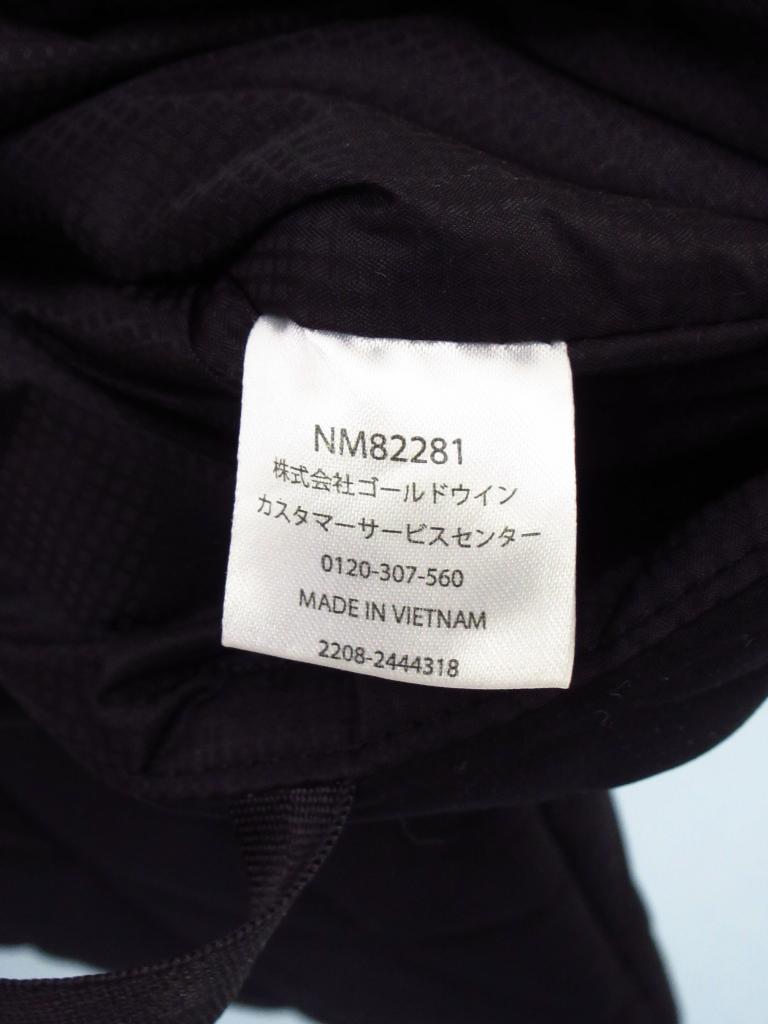 NM82281
株式会社ゴールドウイン
カスタマーサービスセンター
0120-307-560
MADE IN VIETNAM
2208-2444318